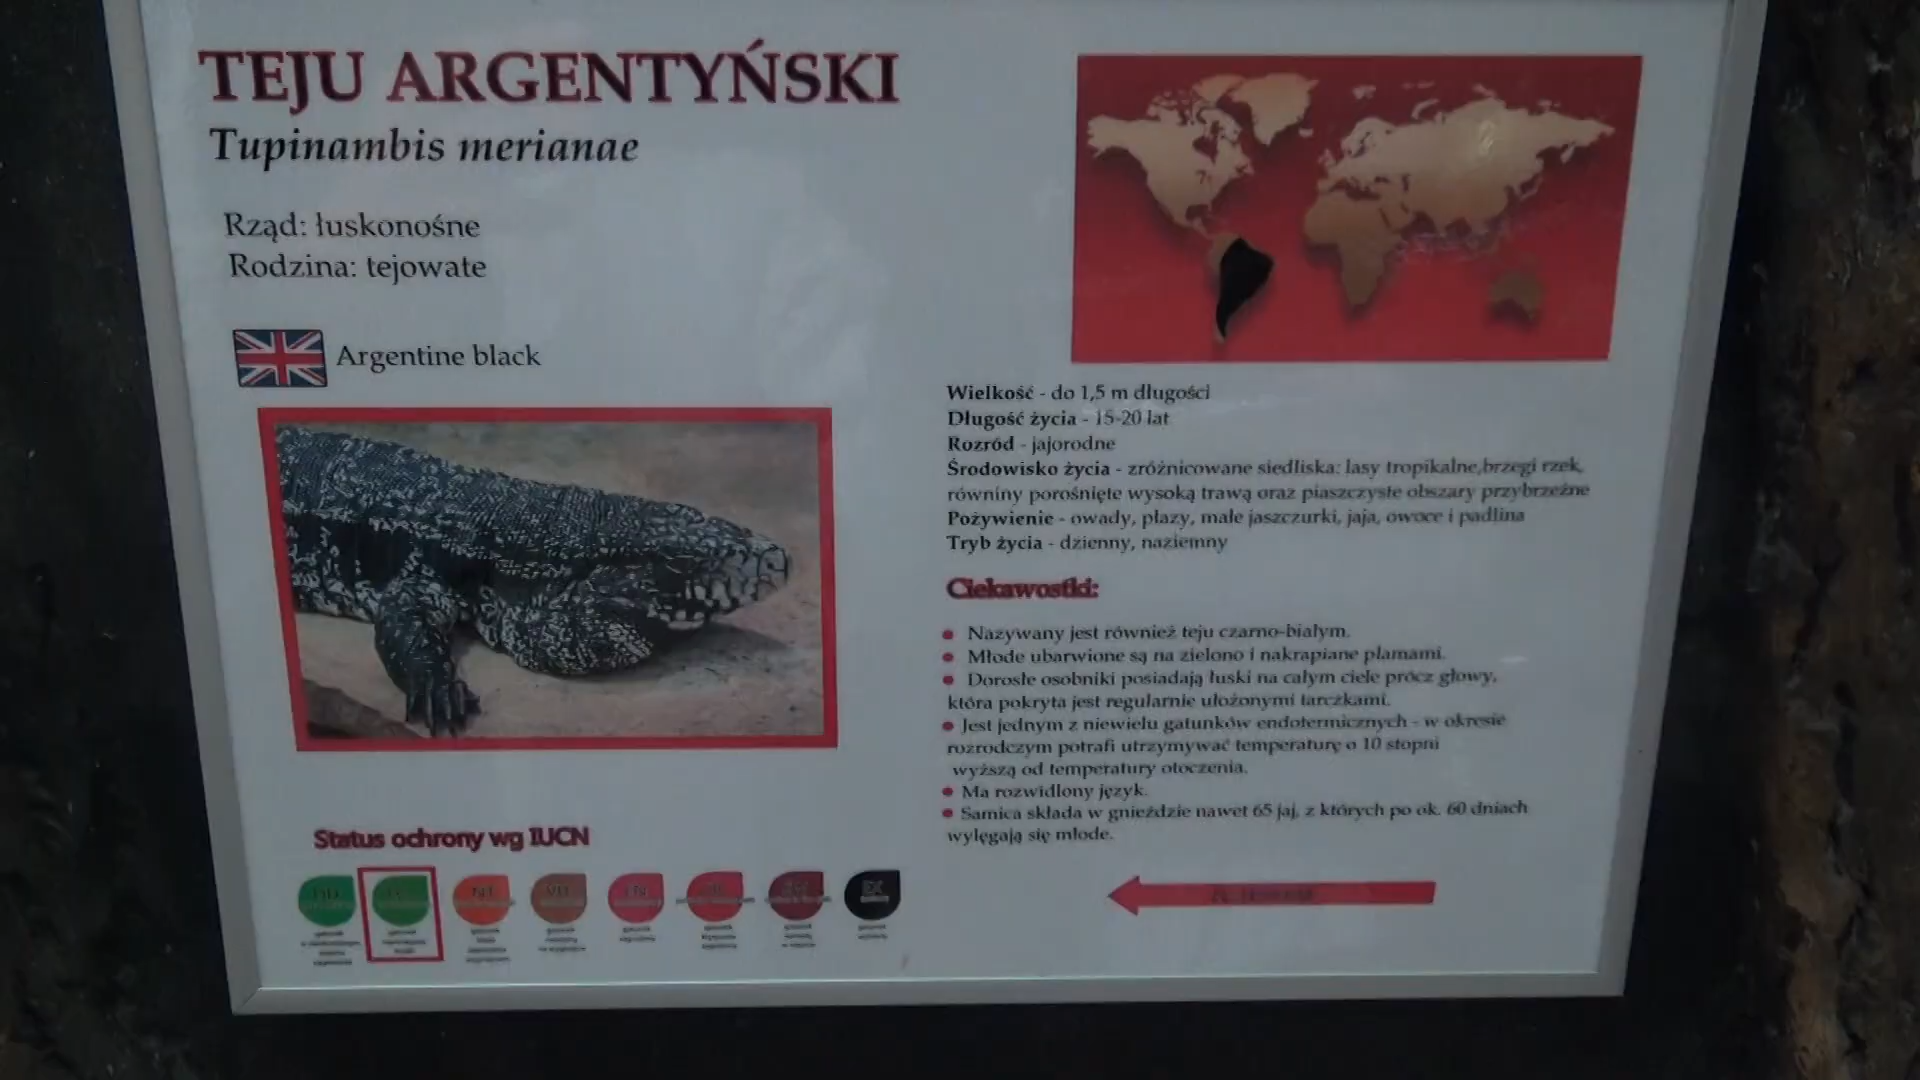 TEJU ARGENTYŃSKI
Tupinambis merianae
Rząd: łuskonośne
Rodzina: tejowate
Argentine black
Wielkość - do 1,5 m długości
Długość życia - 15-20 lat
Rozród - jajorodne
Środowisko życia - zróżnicowane siedliska: lasy tropikalne,brzegi rzek,
równiny porośnięte wysoką trawą oraz piaszczyste obszary przybrzeżne
Pożywienie - owady, płazy, małe jaszczurki, jaja, owoce i padlina
Tryb życia - dzienny, naziemny
Ciekawostki:
Nazywany jest również teju czarno-białym.
Młode ubarwione są na zielono i nakrapiane plamami.
Dorosłe osobniki posiadają łuski na całym ciele prócz głowy,
która pokryta jest regularnie ułożonymi tarczkami.
Jest jednym z niewielu gatunków endotermicznych - w okresie
rozrodczym potrafi utrzymywać temperaturę o 10 stopni
wyższą od temperatury otoczenia.
Ma rozwidlony język.
Samica składa w gnieździe nawet 65 jaj, z których po ok. 60 dniach
wylęgają się młode.
Status ochrony wg IUCN
NT
VU
EN
EX